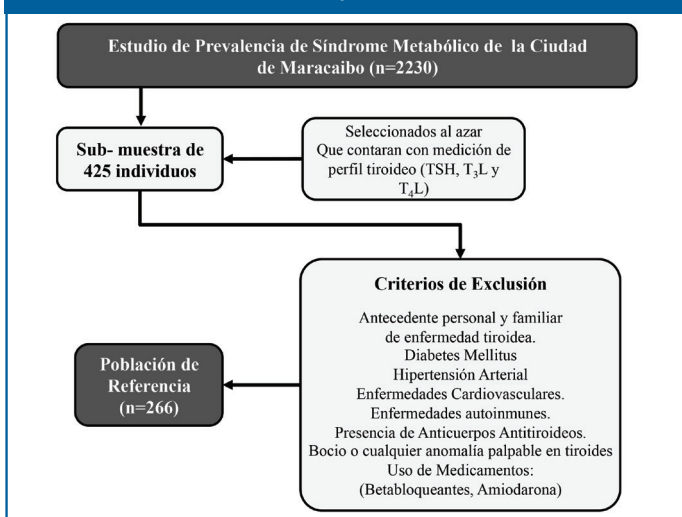 Estudio de Prevalencia de Síndrome Metabólico de la Ciudad
de Maracaibo (n=2230)
Sub- muestra de
425 individuos
Seleccionados al azar
Que contaran con medición de
perfil tiroideo (TSH, T3L y
T4L)
Criterios de Exclusión
Antecedente personal y familiar
de enfermedad tiroidea.
Diabetes Mellitus
Hipertensión Arterial
Enfermedades Cardiovasculares.
Enfermedades autoinmunes.
Presencia de Anticuerpos Antitiroideos.
Bocio o cualquier anomalía palpable en tiroides
Uso de Medicamentos:
(Betabloqueantes, Amiodarona)
Población de
Referencia
(n=266)